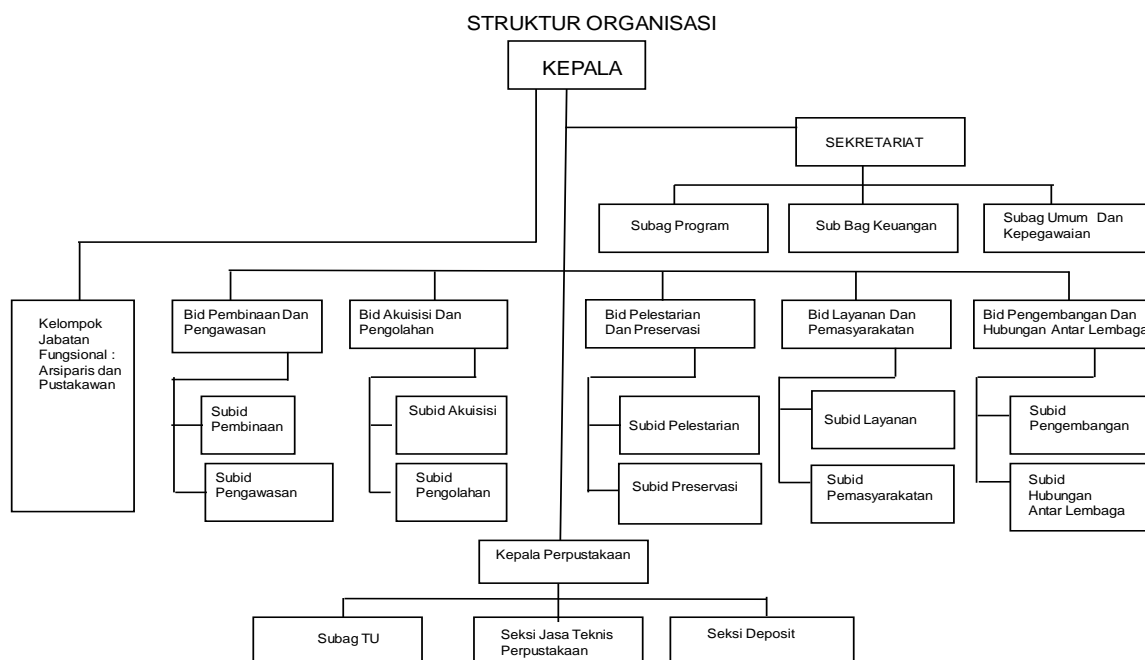 STRUKTUR ORGANISASI
KEPALA
SEKRETARIAT
Subag Program
Sub Bag Keuangan
Subag Umum Dan
Kepegawaian
Kelompok
Jabatan
Fungsional :
Arsiparis dan
Pustakawan
Bid Pembinaan Dan
Pengawasan
Bid Akuisisi Dan
Pengolahan
Bid Pelestarian
Dan Preservasi
Bid Layanan Dan
Pemasyarakatan
Bid Pengembangan Dan
Hubungan Antar Lembaga
Subid
Pembinaan
Subid Akuisisi
Subid Pelestarian
Subid Layanan
Subid
Pengembangan
Subid
Pengawasan
Subid
Pengolahan
Subid Preservasi
Subid
Pemasyarakatan
Subid
Hubungan
Antar Lembaga
Kepala Perpustakaan
Subag TU
Seksi Jasa Teknis
Perpustakaan
Seksi Deposit